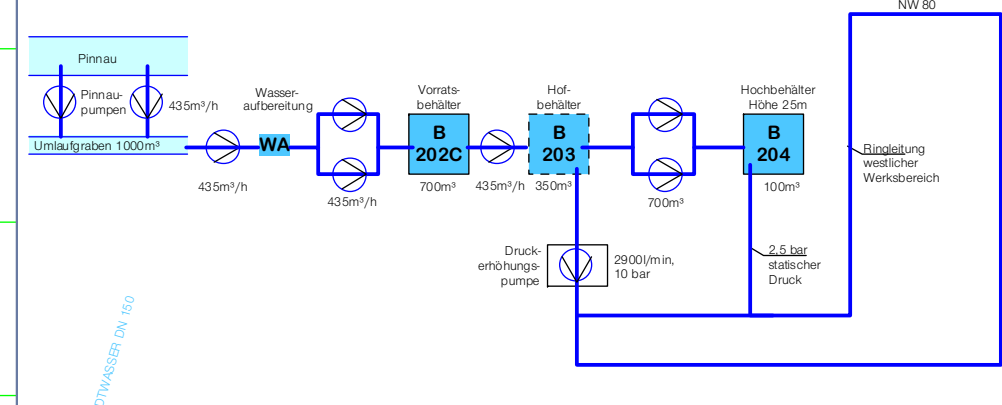 NW 80
Pinnau
Pinnau-
pumpen
435m³/h
Umlaufgraben 1000m³
435m³/h
Wasser-
aufbereitung
WA
435m³/h
Vorrats-
behälter
B
202C
700m³
435m³/h
Hof-
behälter
B
203
350m³
700m³
Hochbehälter
Höhe 25m
B
204
100m³
Ringleitung
westlicher
Werksbereich
Druck-
erhöhungs-
pumpe
2900l/min,
10 bar
2,5 bar
statischer
Druck
DTWASSER DN 150